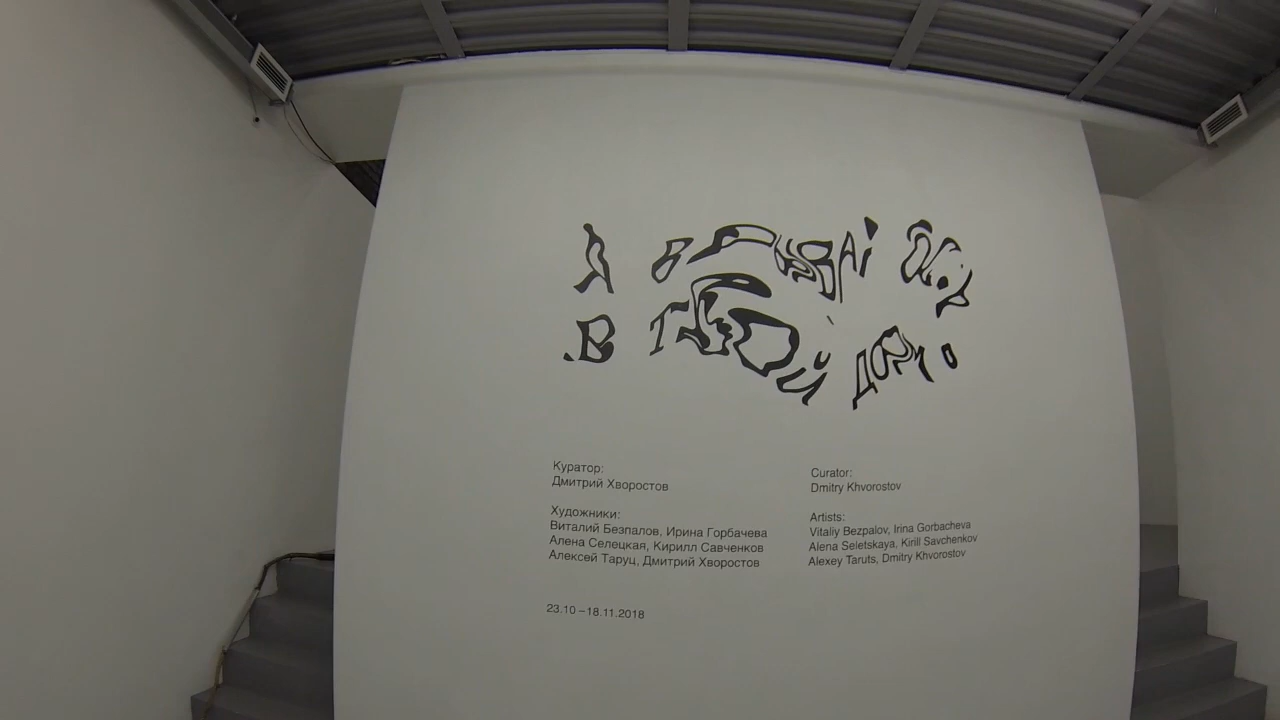 Куратор:
Дмитрий Хворостов
Художники:
Виталий Безпалов, Ирина Горбачева
Алена Селецкая, Кирилл Савченков
Алексей Таруц, Дмитрий Хворостов
23.10 – 18.11.2018
Curator:
Dmitry Khvorostov
Artists:
Vitaliy Bezpalov, Irina Gorbacheva
Alena Seletskaya, Kirill Savchenkov
Alexey Taruts, Dmitry Khvorostov